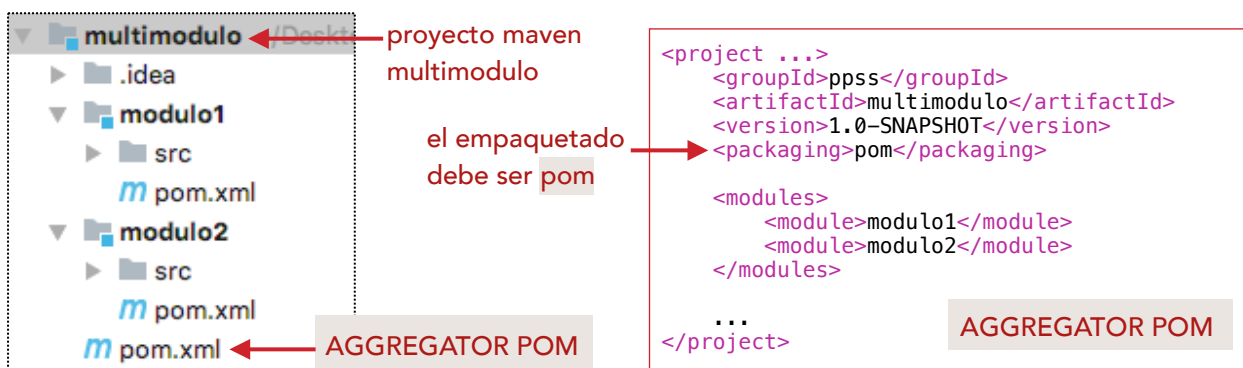 multimodulo
proyecto maven
multimodulo
.idea
modulo1
src
m pom.xml
modulo2
src
m pom.xml
m pom.xml
AGGREGATOR POM
el empaquetado
debe ser pom
<project ...>
<groupId>ppss</groupId>
<artifactId>multimodulo</artifactId>
<version>1.0-SNAPSHOT</version>
<packaging>pom</packaging>
<modules>
<module>modulo1</module>
<module>modulo2</module>
</modules>
...
</project>
AGGREGATOR POM